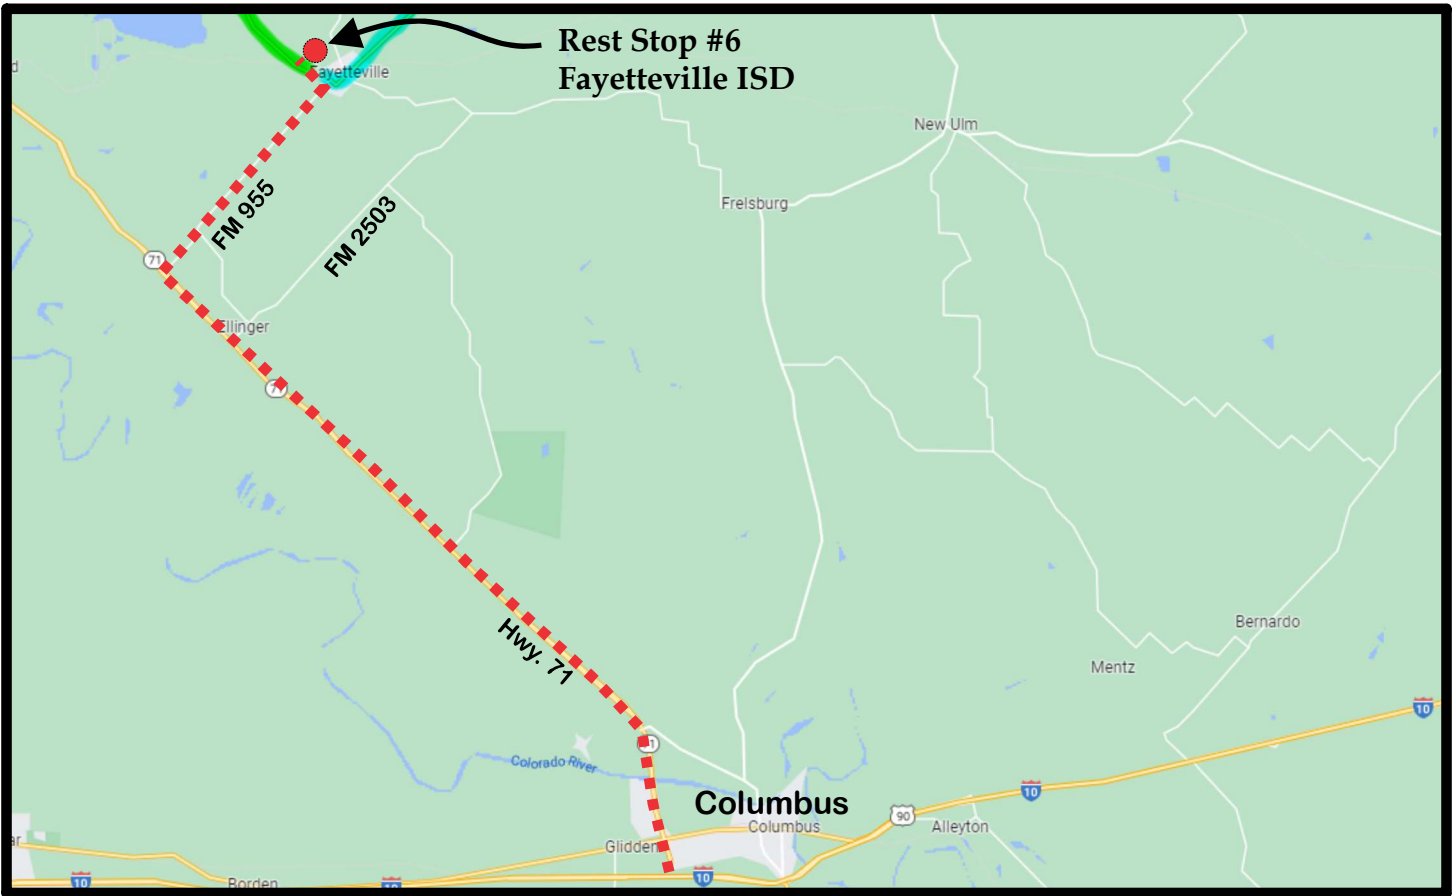 Rest Stop #6
Fayetteville ISD
d
Fayetteville
New Ulm
FM 955
FM 2503
Frelsburg
71
Ellinger
71
Hwy. 71
Bernardo
Mentz
10
71
Colorado River
Columbus
10
90
Columbus
Alleyton
ar
Glidden
10
10
10
Borden